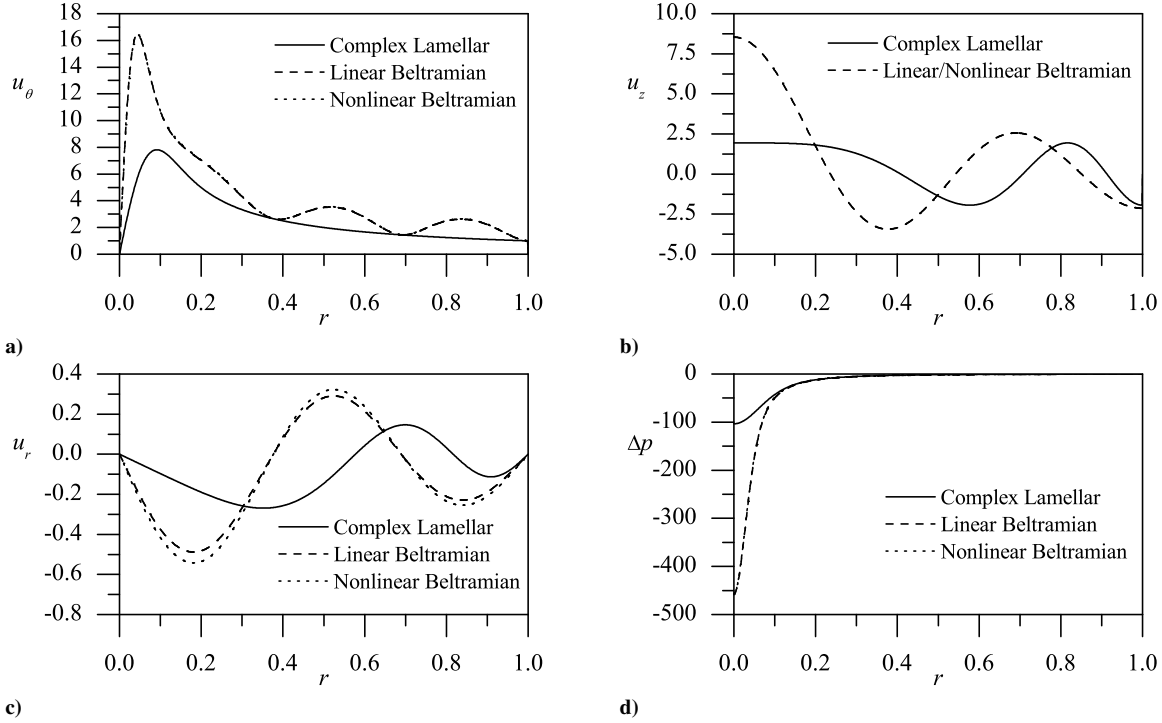 18
16
14
12
10
8
6
4
2
0
uθ
Complex Lamellar
Linear Beltramian
Nonlinear Beltramian
0.0 0.2 0.4 0.6 0.8 1.0
r
a)
10.0
7.5
5.0
2.5
0.0
-2.5
-5.0
uz
Complex Lamellar
Linear/Nonlinear Beltramian
0.0 0.2 0.4 0.6 0.8 1.0
r
b)
0.4
0.2
0.0
-0.2
-0.4
-0.6
-0.8
ur
Complex Lamellar
Linear Beltramian
Nonlinear Beltramian
0.0 0.2 0.4 0.6 0.8 1.0
r
c)
0
-100
-200
-300
-400
-500
Δp
Complex Lamellar
Linear Beltramian
Nonlinear Beltramian
0.0 0.2 0.4 0.6 0.8 1.0
r
d)